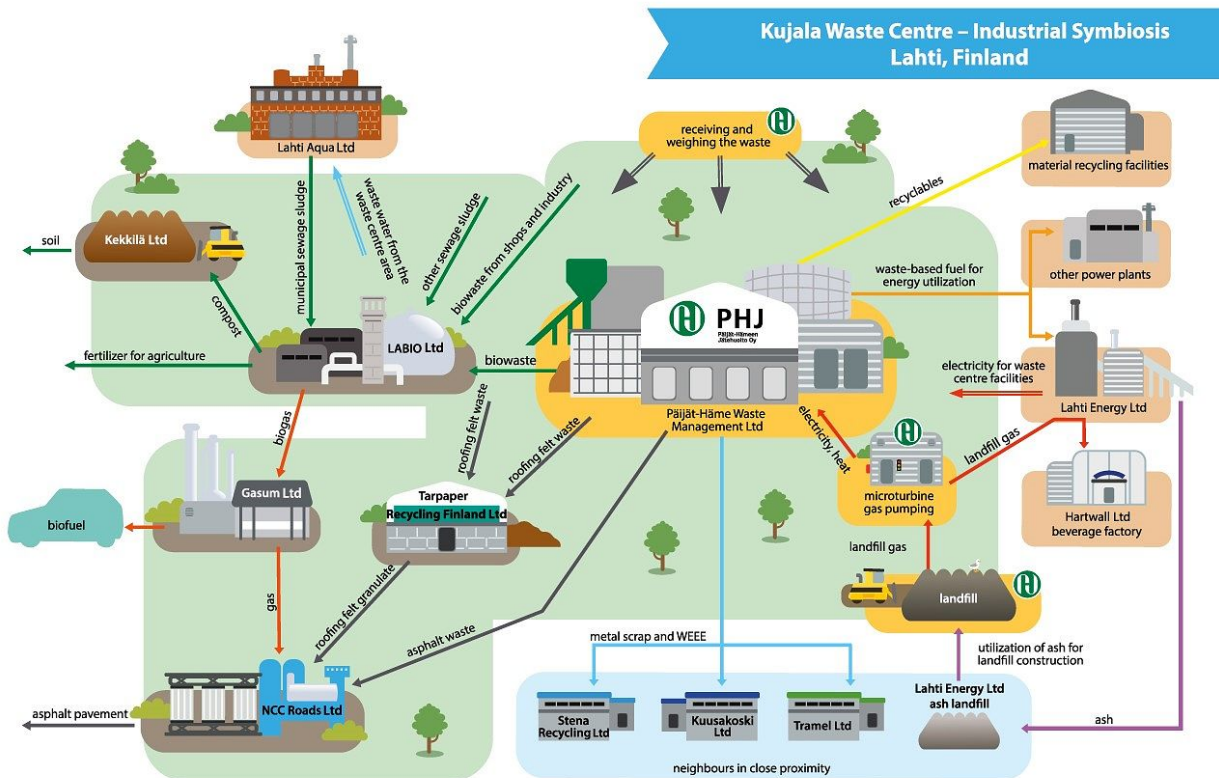 Kujala Waste Centre – Industrial Symbiosis
Lahti, Finland
receiving and
weighing the waste
Lahti Aqua Ltd
material recycling facilities
recyclables
municipal sewage sludge
waste water from the
waste centre area
other sewage sludge
biowaste from shops and industry
soil
Kekkilä Ltd
compost
fertilizer for agriculture
LABIO Ltd
biowaste
PHJ
Päijät-Hämeen
Jätehuolto Oy
Päijät-Häme Waste
Management Ltd
waste-based fuel for
energy utilization
other power plants
electricity for waste
centre facilities
Lahti Energy Ltd
biogas
roofing felt waste
roofing felt waste
electricity, heat
landfill gas
microturbine
gas pumping
Hartwall Ltd
beverage factory
biofuel
Gasum Ltd
Tarpaper
Recycling Finland Ltd
landfill gas
landfill
gas
roofing felt granulate
asphalt waste
metal scrap and WEEE
utilization of ash for
landfill construction
asphalt pavement
NCC Roads Ltd
Stena
Recycling Ltd
Kuusakoski
Ltd
Tramel Ltd
Lahti Energy Ltd
ash landfill
ash
neighbours in close proximity